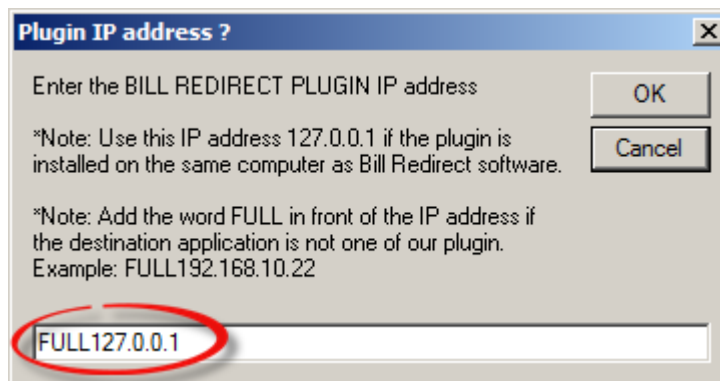 Plugin IP address ?
Enter the BILL REDIRECT PLUGIN IP address
OK
*Note: Use this IP address 127.0.0.1 if the plugin is
installed on the same computer as Bill Redirect software.
Cancel
*Note: Add the word FULL in front of the IP address if
the destination application is not one of our plugin.
Example: FULL192.168.10.22
FULL127.0.0.1